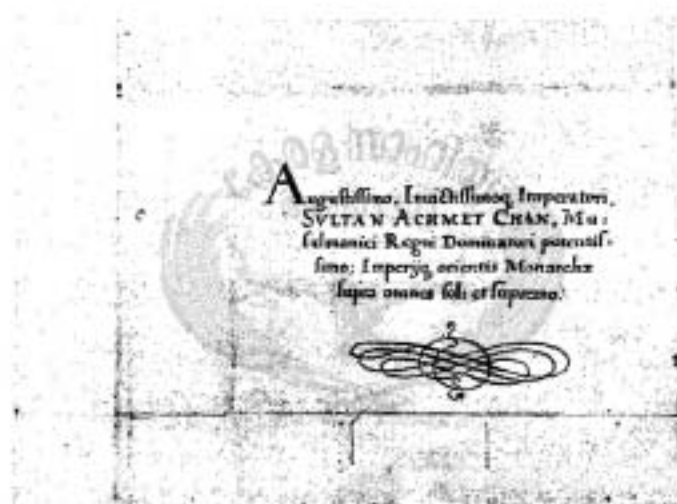 Augustissimo, Inuictissimoq Imperatori,
SVLTAN ACHMET CHAN, Mu:
sulmanici Regni Dominatori potentis-
simo; Imperijq orientis Monarchæ
supra omnes soli et supremo.